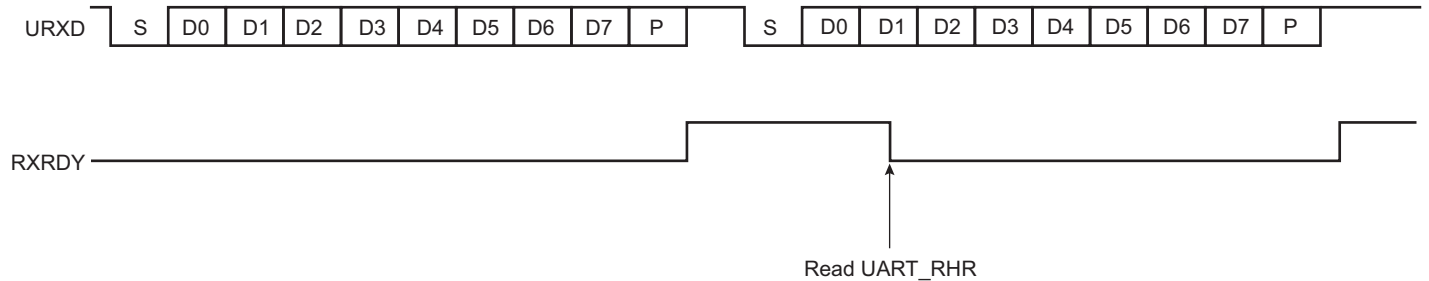 URXD S D0 D1 D2 D3 D4 D5 D6 D7 P S D0 D1 D2 D3 D4 D5 D6 D7 P
RXRDY
Read UART_RHR